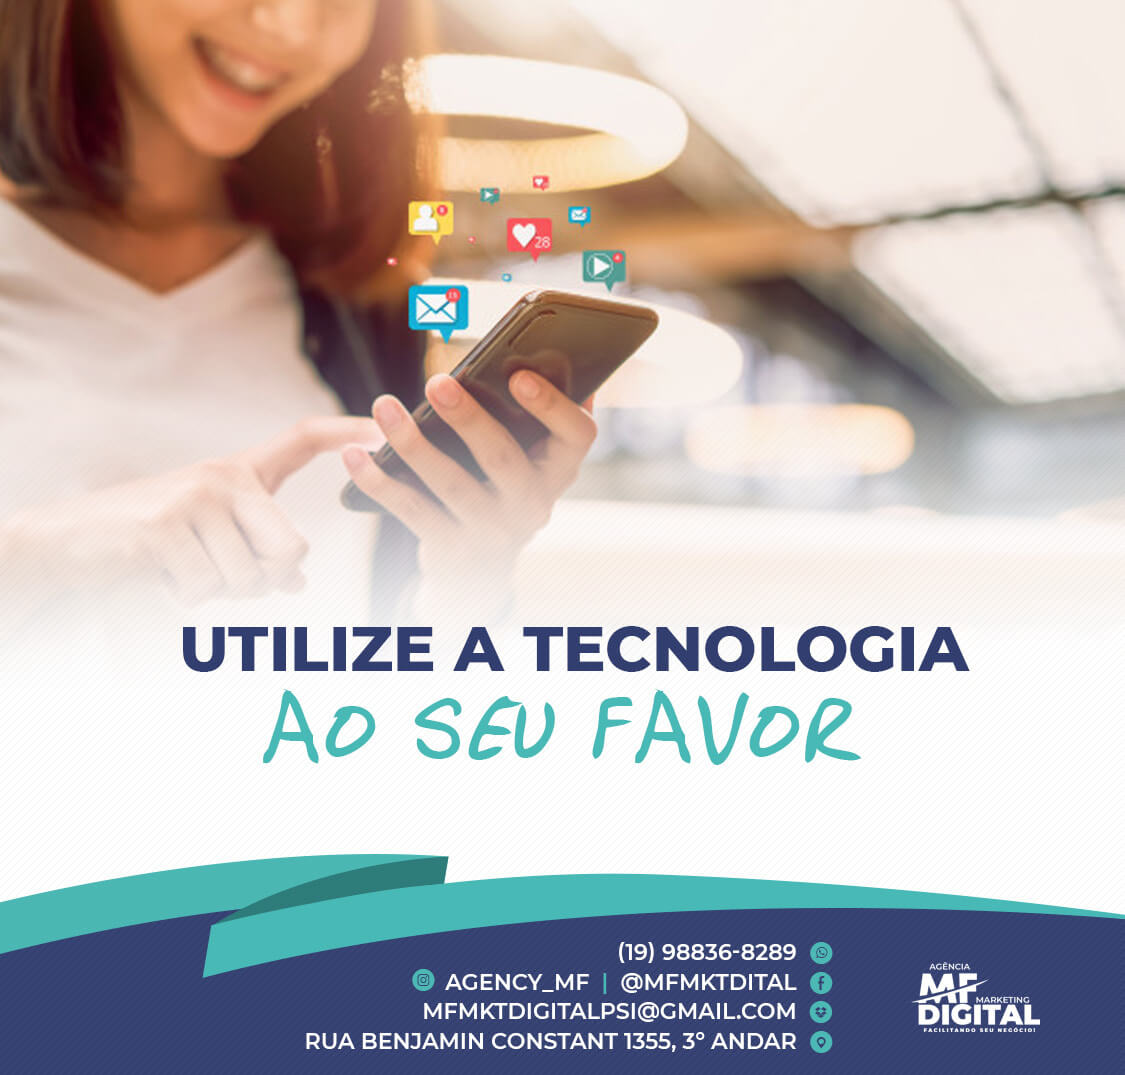 28
UTILIZE A TECNOLOGIA
AO SEU FAVOR
(19) 98836-8289
AGENCY_MF | @MFMKTDITAL
MFMKTDIGITALPSI@GMAIL.COM
RUA BENJAMIN CONSTANT 1355, 3º ANDAR
AGÊNCIA
MF
MARKETING
DIGITAL
FACILITANDO SEU NEGÓCIO!